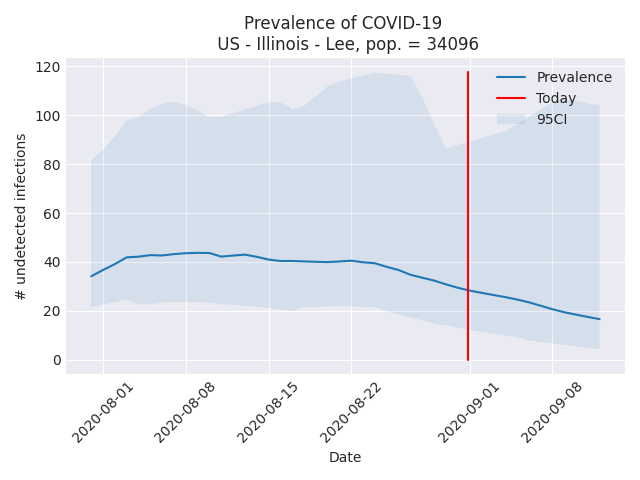 Prevalence of COVID-19
US - Illinois - Lee, pop. = 34096
# undetected infections
120
100
80
60
40
20
0
Prevalence
Today
95CI
2020-08-01
2020-08-08
2020-08-15
2020-08-22
2020-09-01
2020-09-08
Date